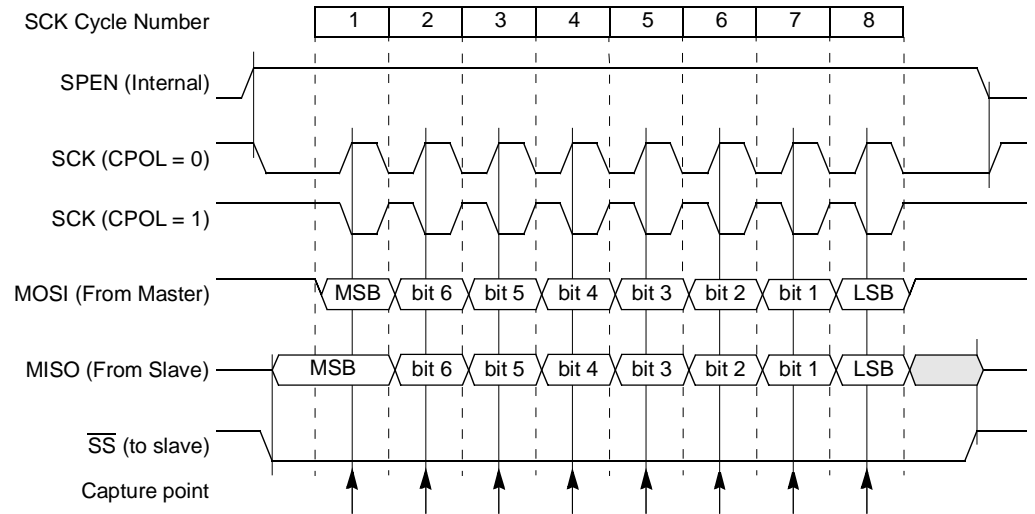 SCK Cycle Number 1 2 3 4 5 6 7 8
SPEN (Internal)
SCK (CPOL = 0)
SCK (CPOL = 1)
MOSI (From Master) MSB bit 6 bit 5 bit 4 bit 3 bit 2 bit 1 LSB
MISO (From Slave) MSB bit 6 bit 5 bit 4 bit 3 bit 2 bit 1 LSB
SS (to slave)
Capture point